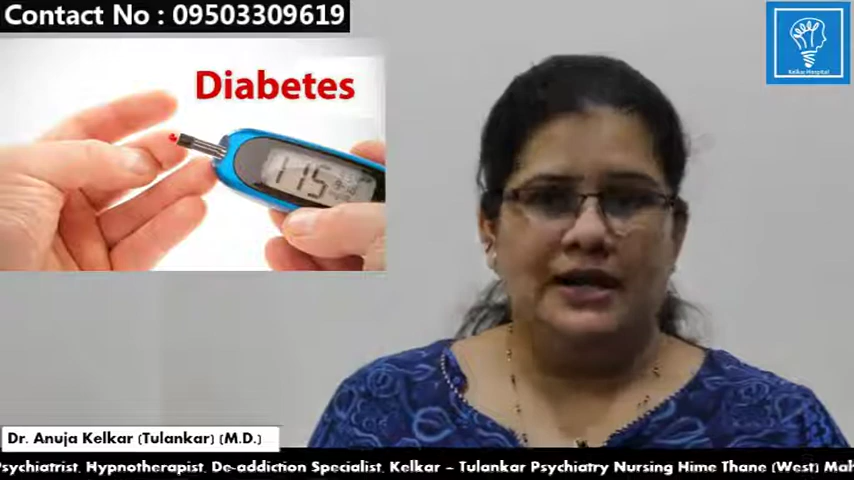 Contact No : 09503309619
Kelkar Hospital
Diabetes
115
Dr. Anuja Kelkar (Tulankar) (M.D.)
Psychiatrist, Hypnotherapist, De-addiction Specialist, Kelkar – Tulankar Psychiatry Nursing Hime Thane (West) Mah